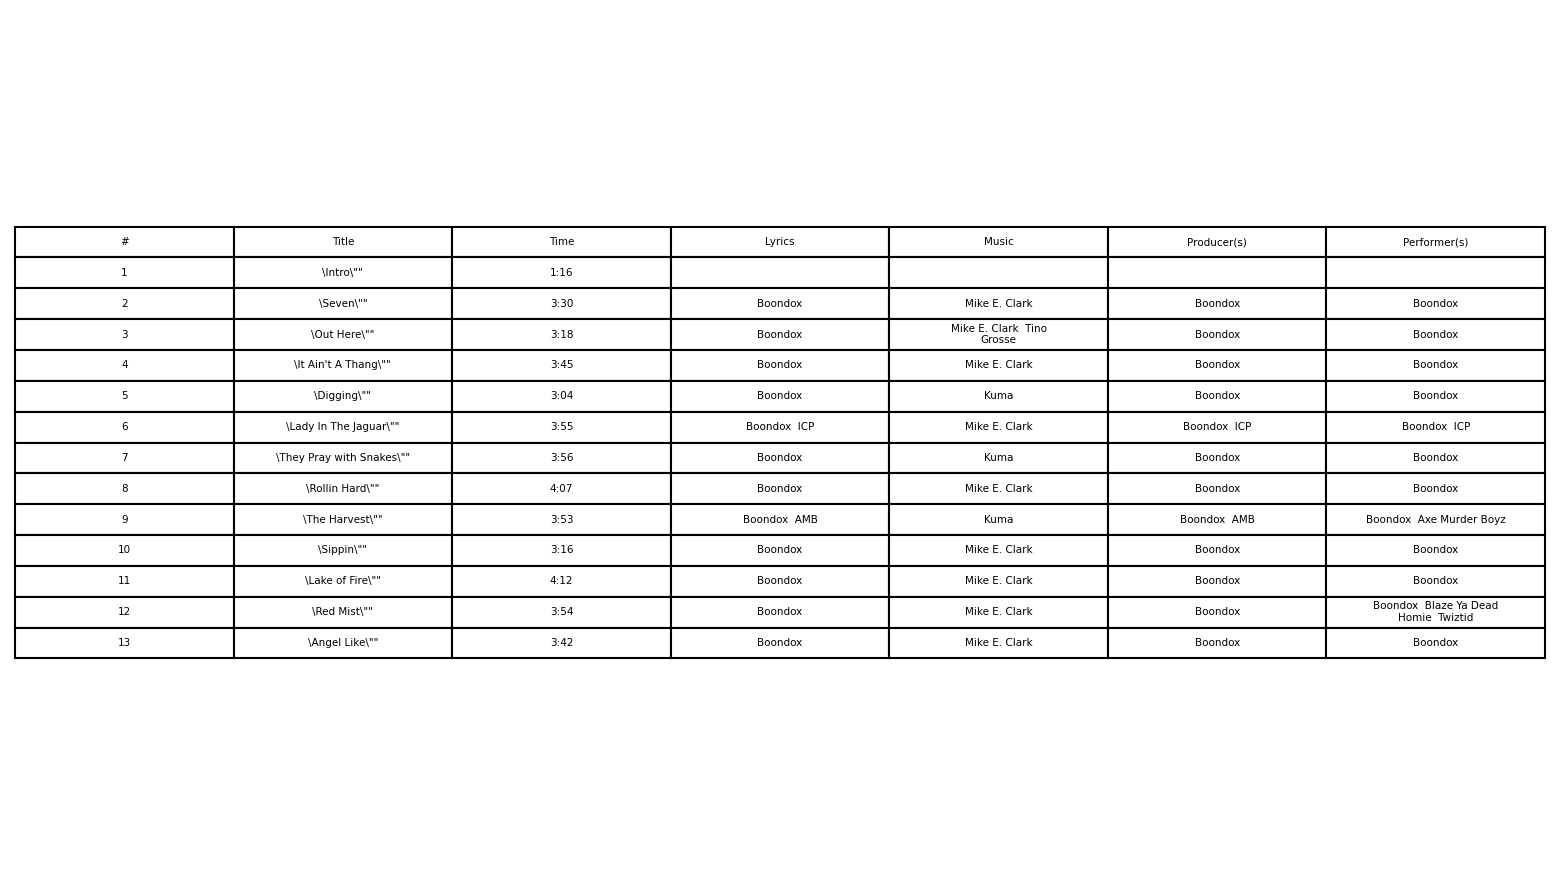 # Title Time Lyrics Music Producer(s) Performer(s)
1 \Intro\"" 1:16
2 \Seven\"" 3:30 Boondox Mike E. Clark Boondox Boondox
3 \Out Here\"" 3:18 Boondox Mike E. Clark  Tino Grosse Boondox Boondox
4 \It Ain't A Thang\"" 3:45 Boondox Mike E. Clark Boondox Boondox
5 \Digging\"" 3:04 Boondox Kuma Boondox Boondox
6 \Lady In The Jaguar\"" 3:55 Boondox  ICP Mike E. Clark Boondox  ICP Boondox  ICP
7 \They Pray with Snakes\"" 3:56 Boondox Kuma Boondox Boondox
8 \Rollin Hard\"" 4:07 Boondox Mike E. Clark Boondox Boondox
9 \The Harvest\"" 3:53 Boondox  AMB Kuma Boondox  AMB Boondox  Axe Murder Boyz
10 \Sippin\"" 3:16 Boondox Mike E. Clark Boondox Boondox
11 \Lake of Fire\"" 4:12 Boondox Mike E. Clark Boondox Boondox
12 \Red Mist\"" 3:54 Boondox Mike E. Clark Boondox Boondox  Blaze Ya Dead Homie  Twiztid
13 \Angel Like\"" 3:42 Boondox Mike E. Clark Boondox Boondox